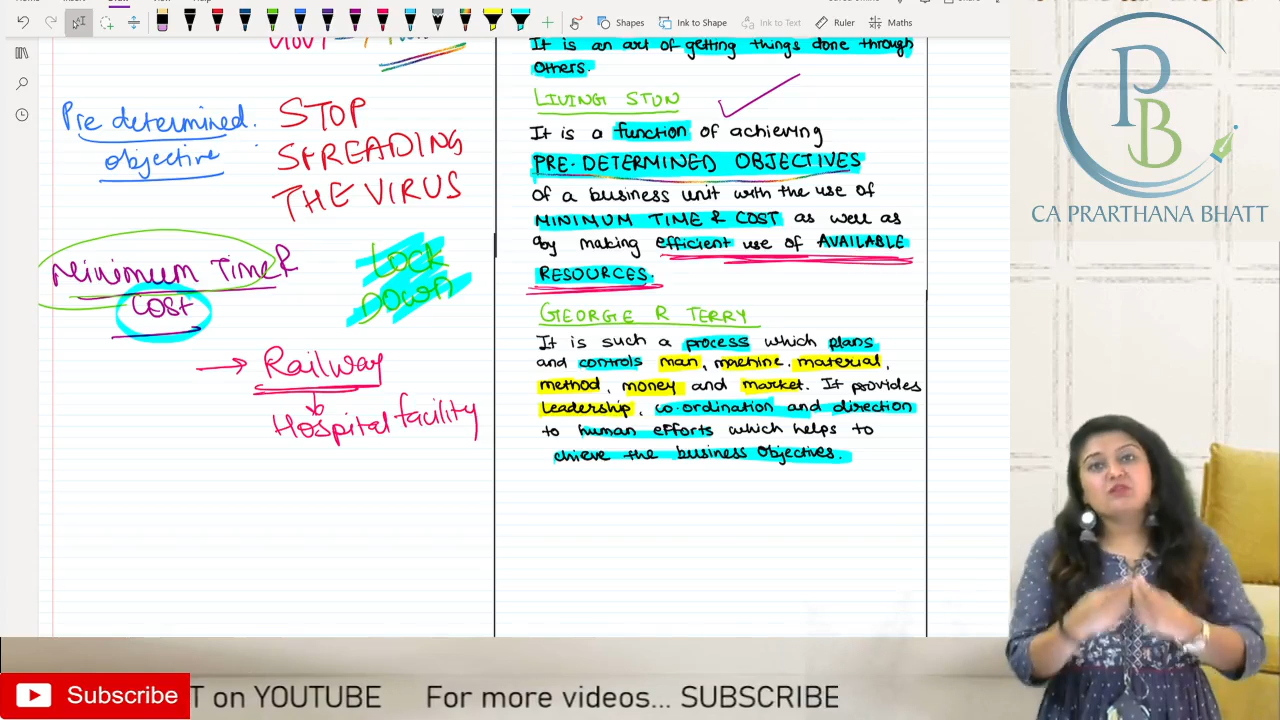 Shapes
Ink to Shape
Ink to Text
Ruler
Maths
It is an art of getting things done through
others.
LIVING STON
It is a function of achieving
PRE-DETERMINED OBJECTIVES
of a business unit with the use of
MINIMUM TIME & COST as well as
by making efficient use of AVAILABLE
RESOURCES.
GEORGE R TERRY
It is such a process which plans
and controls man, machine, material,
method, money and market. It provides
leadership, co-ordination and direction
to human efforts which helps to
chieve the business objectives.
Pre determined
objective
STOP
SPREADING
THE VIRUS
Minimum Time &
COST
Lock
Down
→ Railway
Hospital facility
PB
CA PRARTHANA BHATT
Subscribe
T on YOUTUBE For more videos... SUBSCRIBE